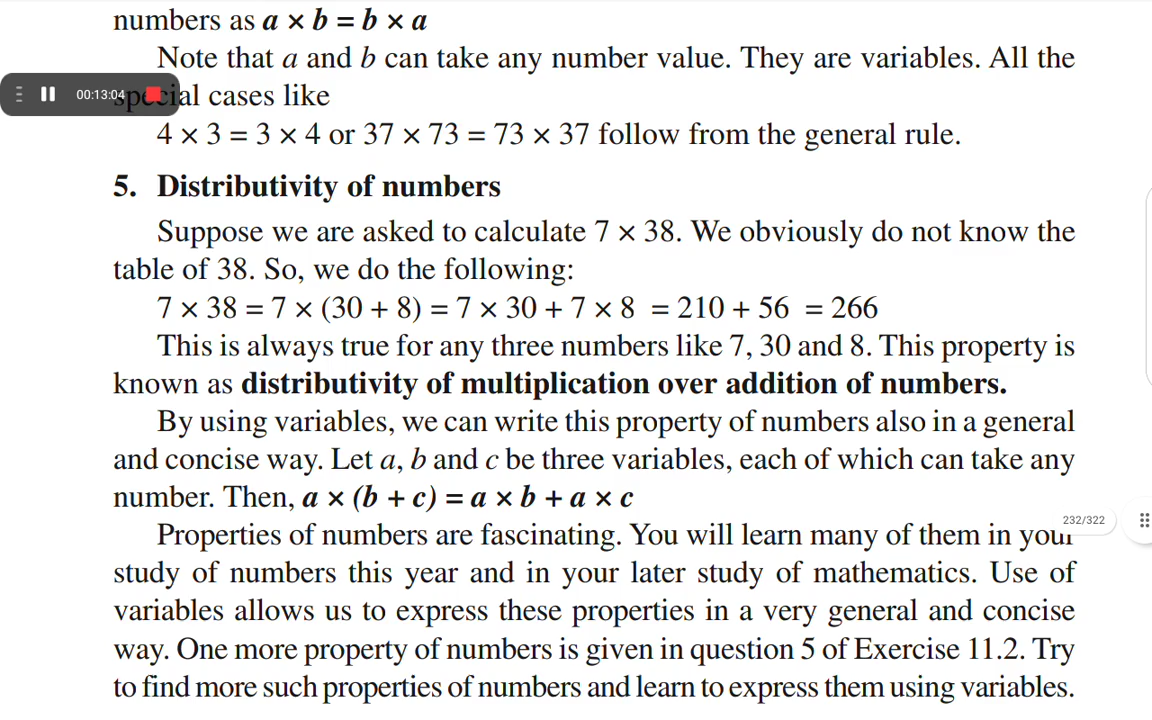 numbers as a × b = b × a
Note that a and b can take any number value. They are variables. All the
00:13:04
special cases like
4 × 3 = 3 × 4 or 37 × 73 = 73 × 37 follow from the general rule.
5. Distributivity of numbers
Suppose we are asked to calculate 7 × 38. We obviously do not know the
table of 38. So, we do the following:
7 × 38 = 7 × (30 + 8) = 7 × 30 + 7 × 8 = 210 + 56 = 266
This is always true for any three numbers like 7, 30 and 8. This property is
known as distributivity of multiplication over addition of numbers.
By using variables, we can write this property of numbers also in a general
and concise way. Let a, b and c be three variables, each of which can take any
number. Then, a × (b + c) = a × b + a × c
232/322
Properties of numbers are fascinating. You will learn many of them in your
study of numbers this year and in your later study of mathematics. Use of
variables allows us to express these properties in a very general and concise
way. One more property of numbers is given in question 5 of Exercise 11.2. Try
to find more such properties of numbers and learn to express them using variables.